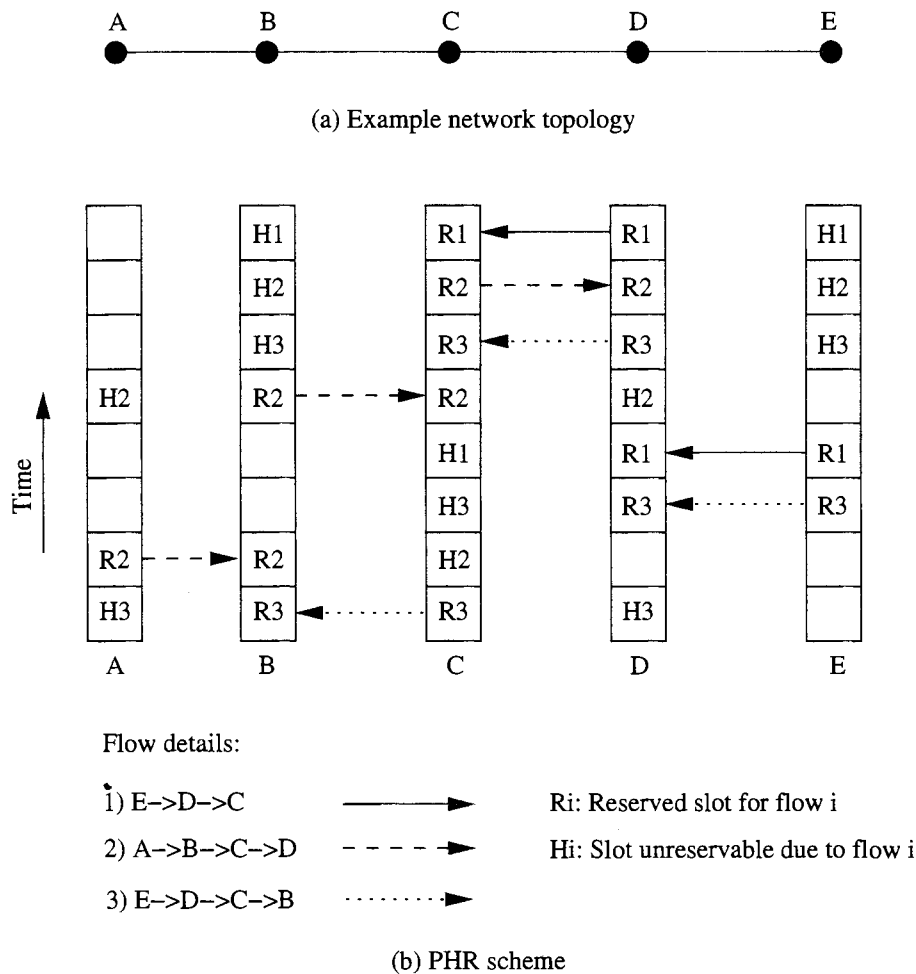 A B C D E
(a) Example network topology
H1 R1 R1 H1
H2 R2 R2 H2
H3 R3 R3 H3
H2 R2 R2 H2
H1 R1 R1
H3 R3 R3
R2 R2 H2
H3 R3 R3 H3
Time
A B C D E
Flow details:
1) E->D->C Ri: Reserved slot for flow i
2) A->B->C->D Hi: Slot unreservable due to flow i
3) E->D->C->B
(b) PHR scheme